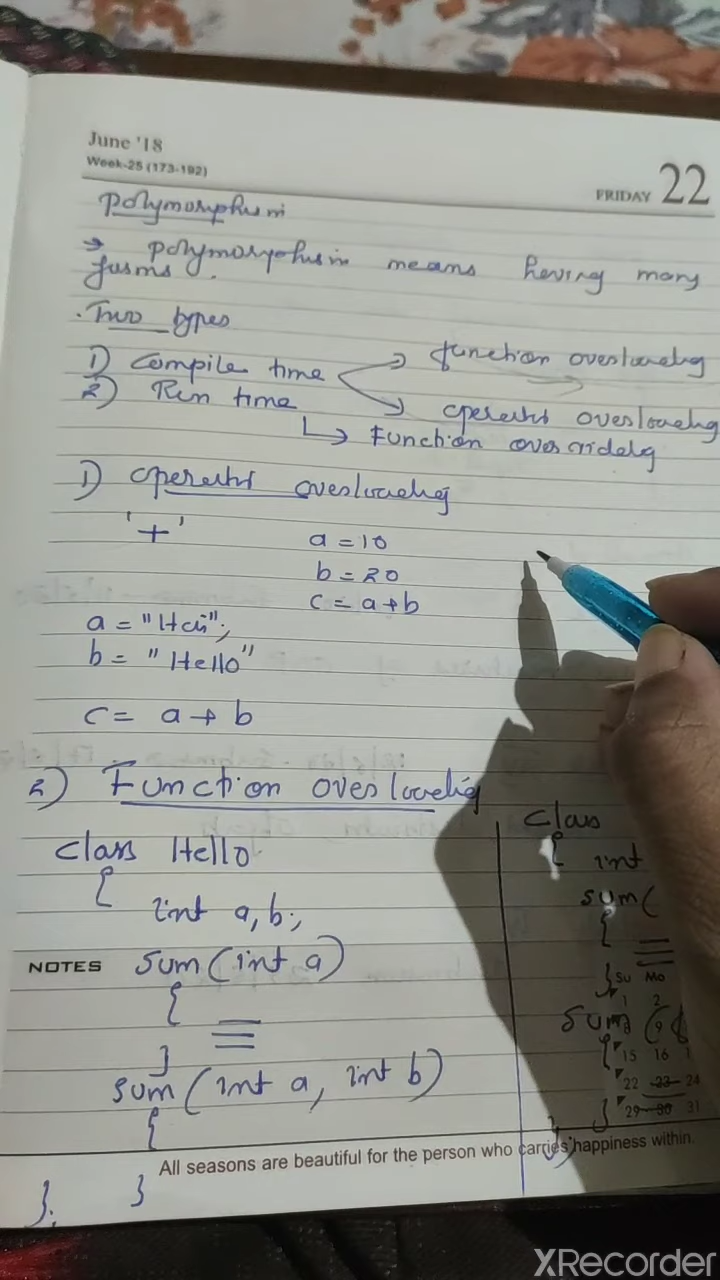 June '18
Week-25 (173-192)
FRIDAY 22
Polymorphism
→ polymorphism means having many
forms.
. Two types
1) Compile time → function overloading
→ operator overloading
2) Run time
↳ Function overriding
1) operator overloading
'+'
a = 10
b = 20
c = a+b
a = "Hai";
b = "Hello"
c = a + b
2) Function overloading
class Hello
{
int a, b;
NOTES
sum(int a)
{
}
sum(int a, int b)
{
}
};
class
{ int
sum(
{
}
sum (
{
}
};
Su Mo
1 2
9
15 16 1
22 23 24
29 30 31
All seasons are beautiful for the person who carries happiness within.
XRecorder